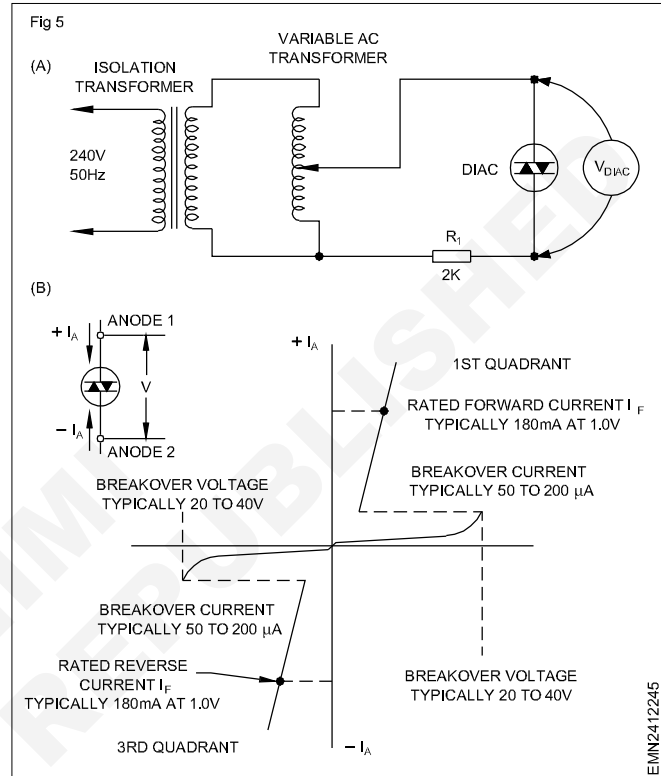 Fig 5
(A)
ISOLATION
TRANSFORMER
VARIABLE AC
TRANSFORMER
240V
50Hz
DIAC
V DIAC
R1
2K
(B)
+ IA
ANODE 1
V
– IA
ANODE 2
+ IA
1ST QUADRANT
RATED FORWARD CURRENT I F
TYPICALLY 180mA AT 1.0V
BREAKOVER CURRENT
TYPICALLY 50 TO 200 µA
BREAKOVER VOLTAGE
TYPICALLY 20 TO 40V
BREAKOVER CURRENT
TYPICALLY 50 TO 200 µA
RATED REVERSE
CURRENT I F
TYPICALLY 180mA AT 1.0V
BREAKOVER VOLTAGE
TYPICALLY 20 TO 40V
3RD QUADRANT
– IA
EMN2412245
REPUBLISHED